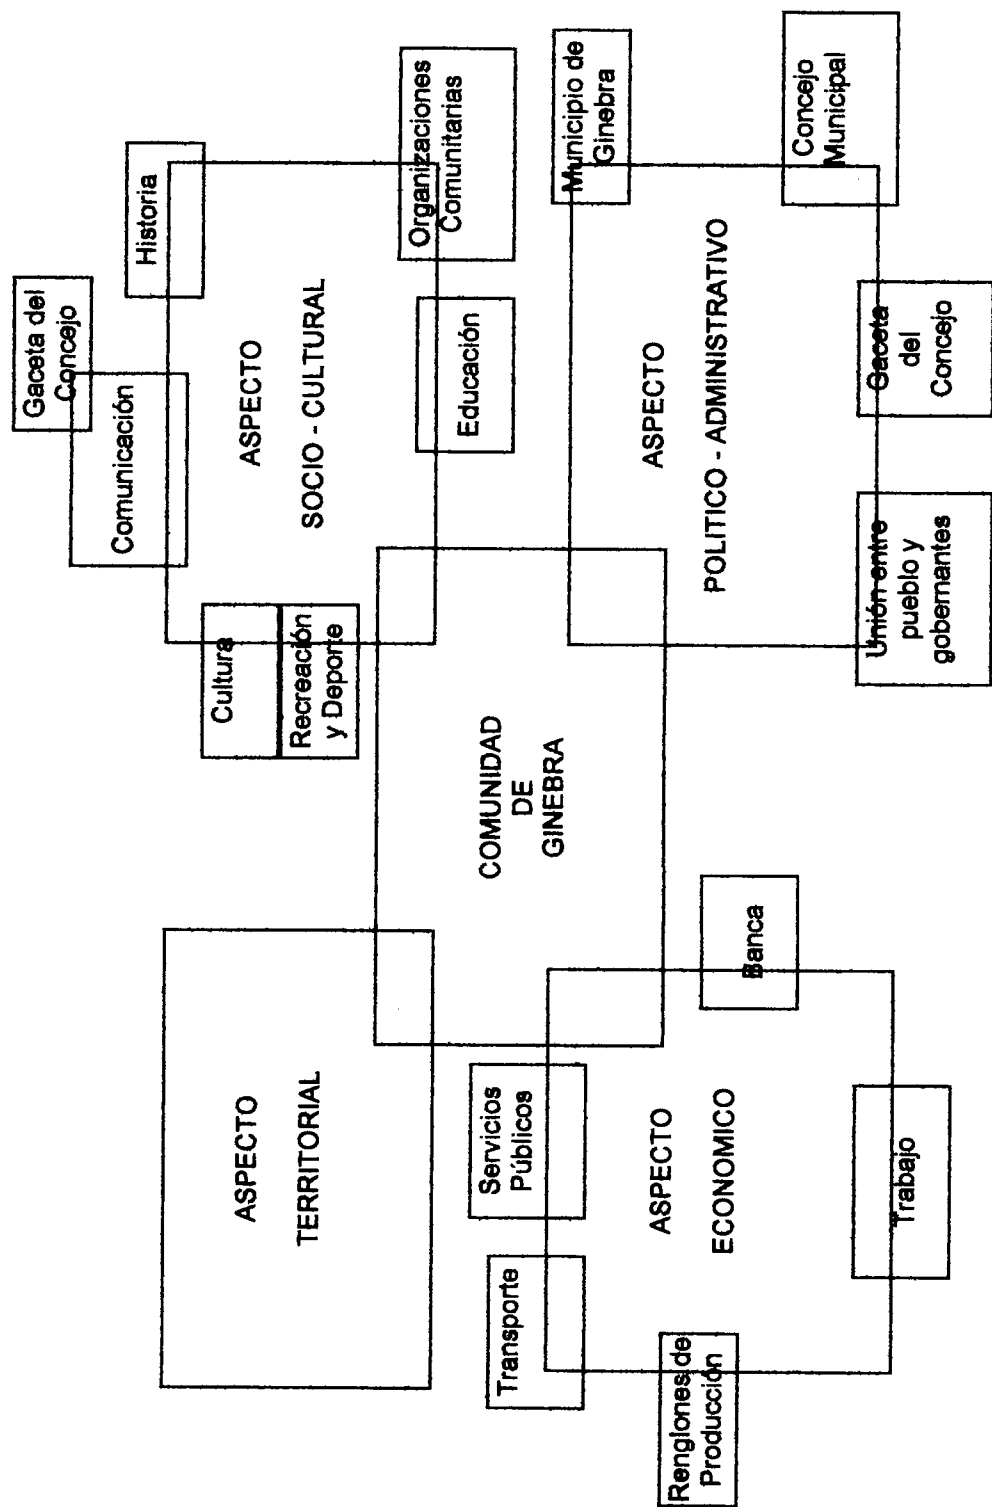 Gaceta del
Concejo
Comunicación
Historia
Cultura
Recreación
y Deporte
ASPECTO
SOCIO - CULTURAL
Organizaciones
Comunitarias
Educación
ASPECTO
TERRITORIAL
COMUNIDAD
DE
GINEBRA
Servicios
Públicos
Transporte
Renglones de
Producción
ASPECTO
ECONOMICO
Banca
Trabajo
Municipio de
Ginebra
ASPECTO
POLITICO - ADMINISTRATIVO
Concejo
Municipal
Unión entre
pueblo y
gobernantes
Gaceta
del
Concejo